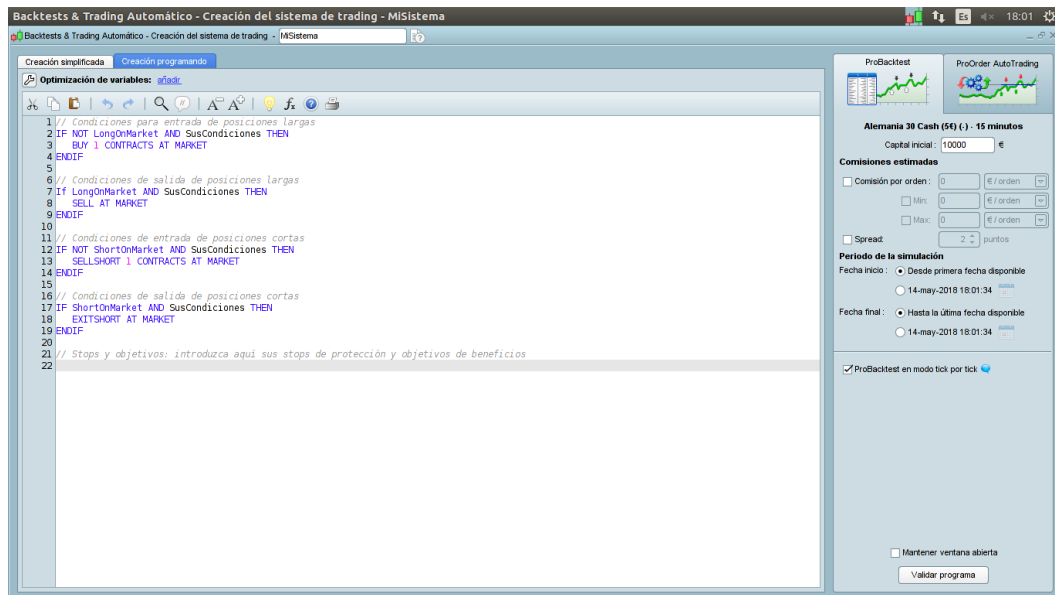 Backtests & Trading Automático - Creación del sistema de trading - MiSistema
Es
18:01
Backtests & Trading Automático - Creación del sistema de trading - MiSistema
Creación simplificada
Creación programando
Optimización de variables: añadir
1 // Condiciones para entrada de posiciones largas
2 IF NOT LongOnMarket AND SusCondiciones THEN
3 BUY 1 CONTRACTS AT MARKET
4 ENDIF
5
6 // Condiciones de salida de posiciones largas
7 If LongOnMarket AND SusCondiciones THEN
8 SELL AT MARKET
9 ENDIF
10
11 // Condiciones de entrada de posiciones cortas
12 IF NOT ShortOnMarket AND SusCondiciones THEN
13 SELLSHORT 1 CONTRACTS AT MARKET
14 ENDIF
15
16 // Condiciones de salida de posiciones cortas
17 IF ShortOnMarket AND SusCondiciones THEN
18 EXITSHORT AT MARKET
19 ENDIF
20
21 // Stops y objetivos: introduzca aquí sus stops de protección y objetivos de beneficios
22
ProBacktest
ProOrder AutoTrading
Alemania 30 Cash (5€) (-) - 15 minutos
Capital inicial : 10000 €
Comisiones estimadas
Comisión por orden : 0 €/ orden
Min: 0 €/ orden
Max: 0 €/ orden
Spread: 2 puntos
Periodo de la simulación
Fecha inicio : Desde primera fecha disponible
14-may-2018 18:01:34
Fecha final : Hasta la última fecha disponible
14-may-2018 18:01:34
ProBacktest en modo tick por tick
Mantener ventana abierta
Validar programa